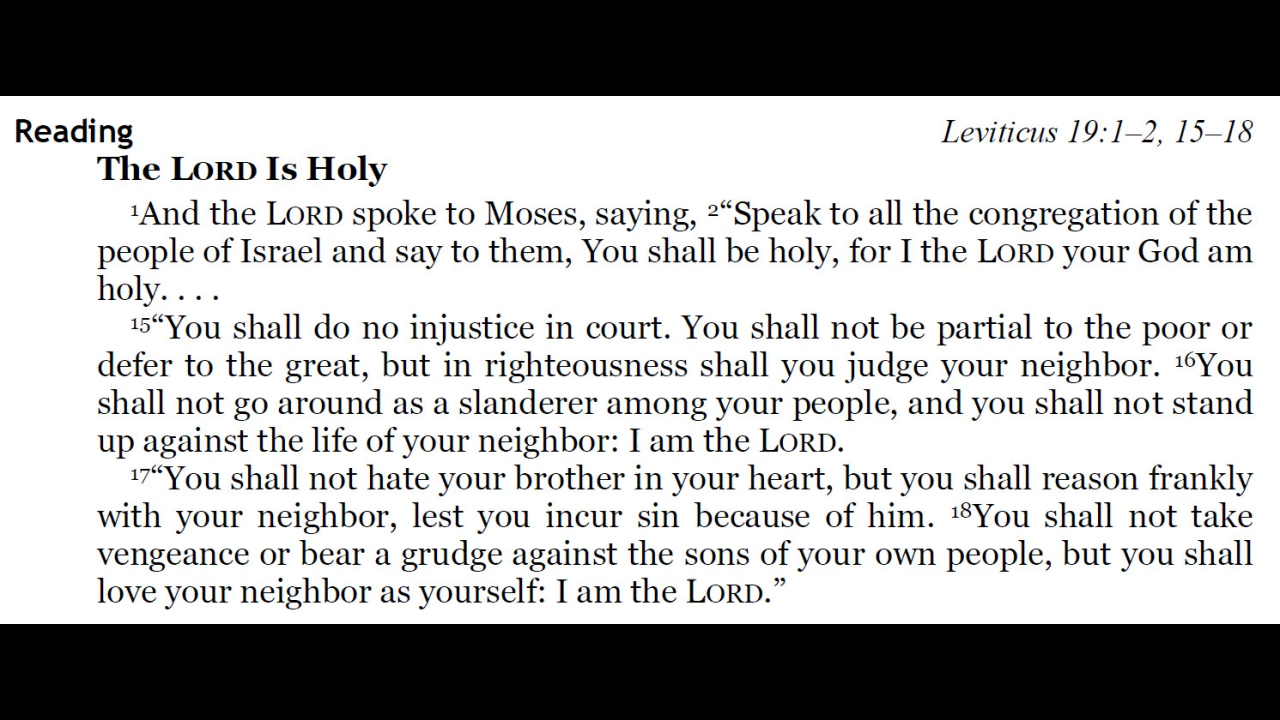 Reading Leviticus 19:1–2, 15–18
The LORD Is Holy
¹And the LORD spoke to Moses, saying, ²“Speak to all the congregation of the
people of Israel and say to them, You shall be holy, for I the LORD your God am
holy. . . .
¹⁵“You shall do no injustice in court. You shall not be partial to the poor or
defer to the great, but in righteousness shall you judge your neighbor. ¹⁶You
shall not go around as a slanderer among your people, and you shall not stand
up against the life of your neighbor: I am the LORD.
¹⁷“You shall not hate your brother in your heart, but you shall reason frankly
with your neighbor, lest you incur sin because of him. ¹⁸You shall not take
vengeance or bear a grudge against the sons of your own people, but you shall
love your neighbor as yourself: I am the LORD.”